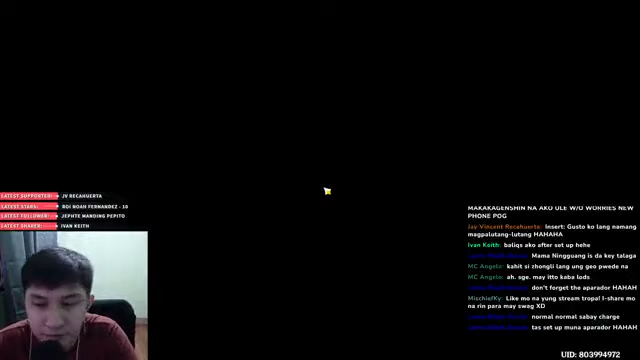 LATEST SUPPORTER: JV RECAHUERTA
LATEST STARS: ROI NOAH FERNANDEZ - 10
LATEST FOLLOWER: JEPHTE MANDING PEPITO
LATEST SHARER: IVAN KEITH
MAKAKAGENSHIN NA AKO ULE W/O WORRIES NEW
PHONE POG
Jay Vincent Recahuerta: Insert: Gusto ko lang namang
magpalutang-lutang HAHAHA
Ivan Keith: baliqs ako after set up hehe
Mama Ningguang is da key talaga
MC Angelo: kahit si zhongli lang ung geo pwede na
MC Angelo: ah. sge. may itto kaba lods
don't forget the aparador HAHAH
MischiefKy: Like mo na yung stream tropa! I-share mo
na rin para may swag XD
normal normal sabay charge
tas set up muna aparador HAHAH
UID: 803994972